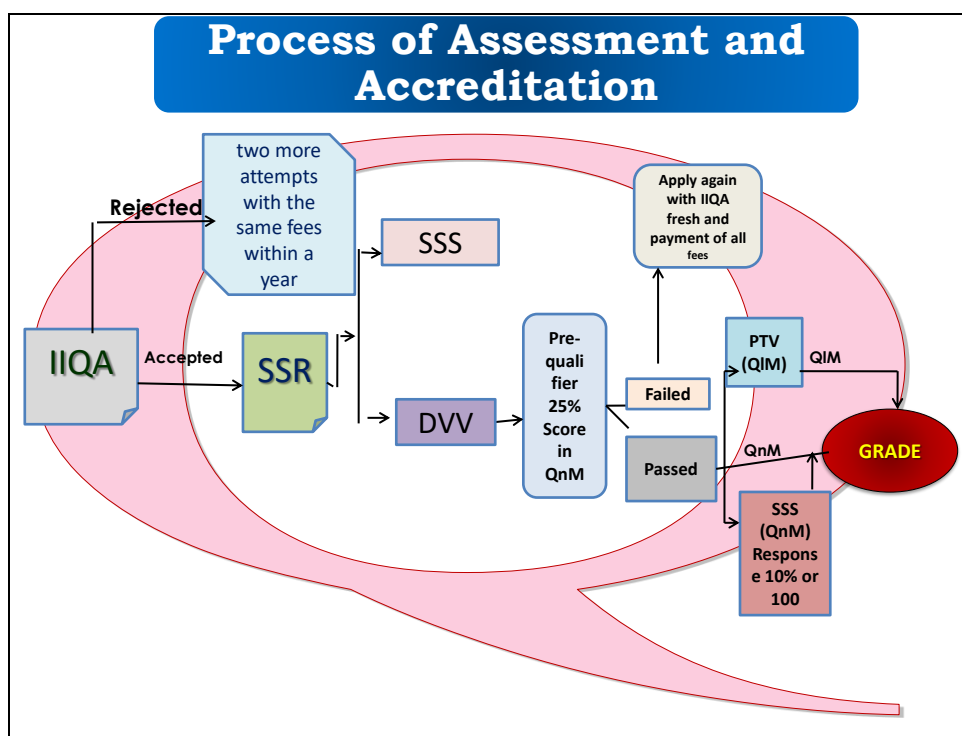 Process of Assessment and
Accreditation
two more
attempts
with the
same fees
within a
year
Rejected
Apply again
with IIQA
fresh and
payment of all
fees
SSS
IIQA
Accepted
SSR
Pre-
quali
fier
25%
Score
in
QnM
PTV
(QlM)
QlM
Failed
DVV
Passed
QnM
GRADE
SSS
(QnM)
Respons
e 10% or
100